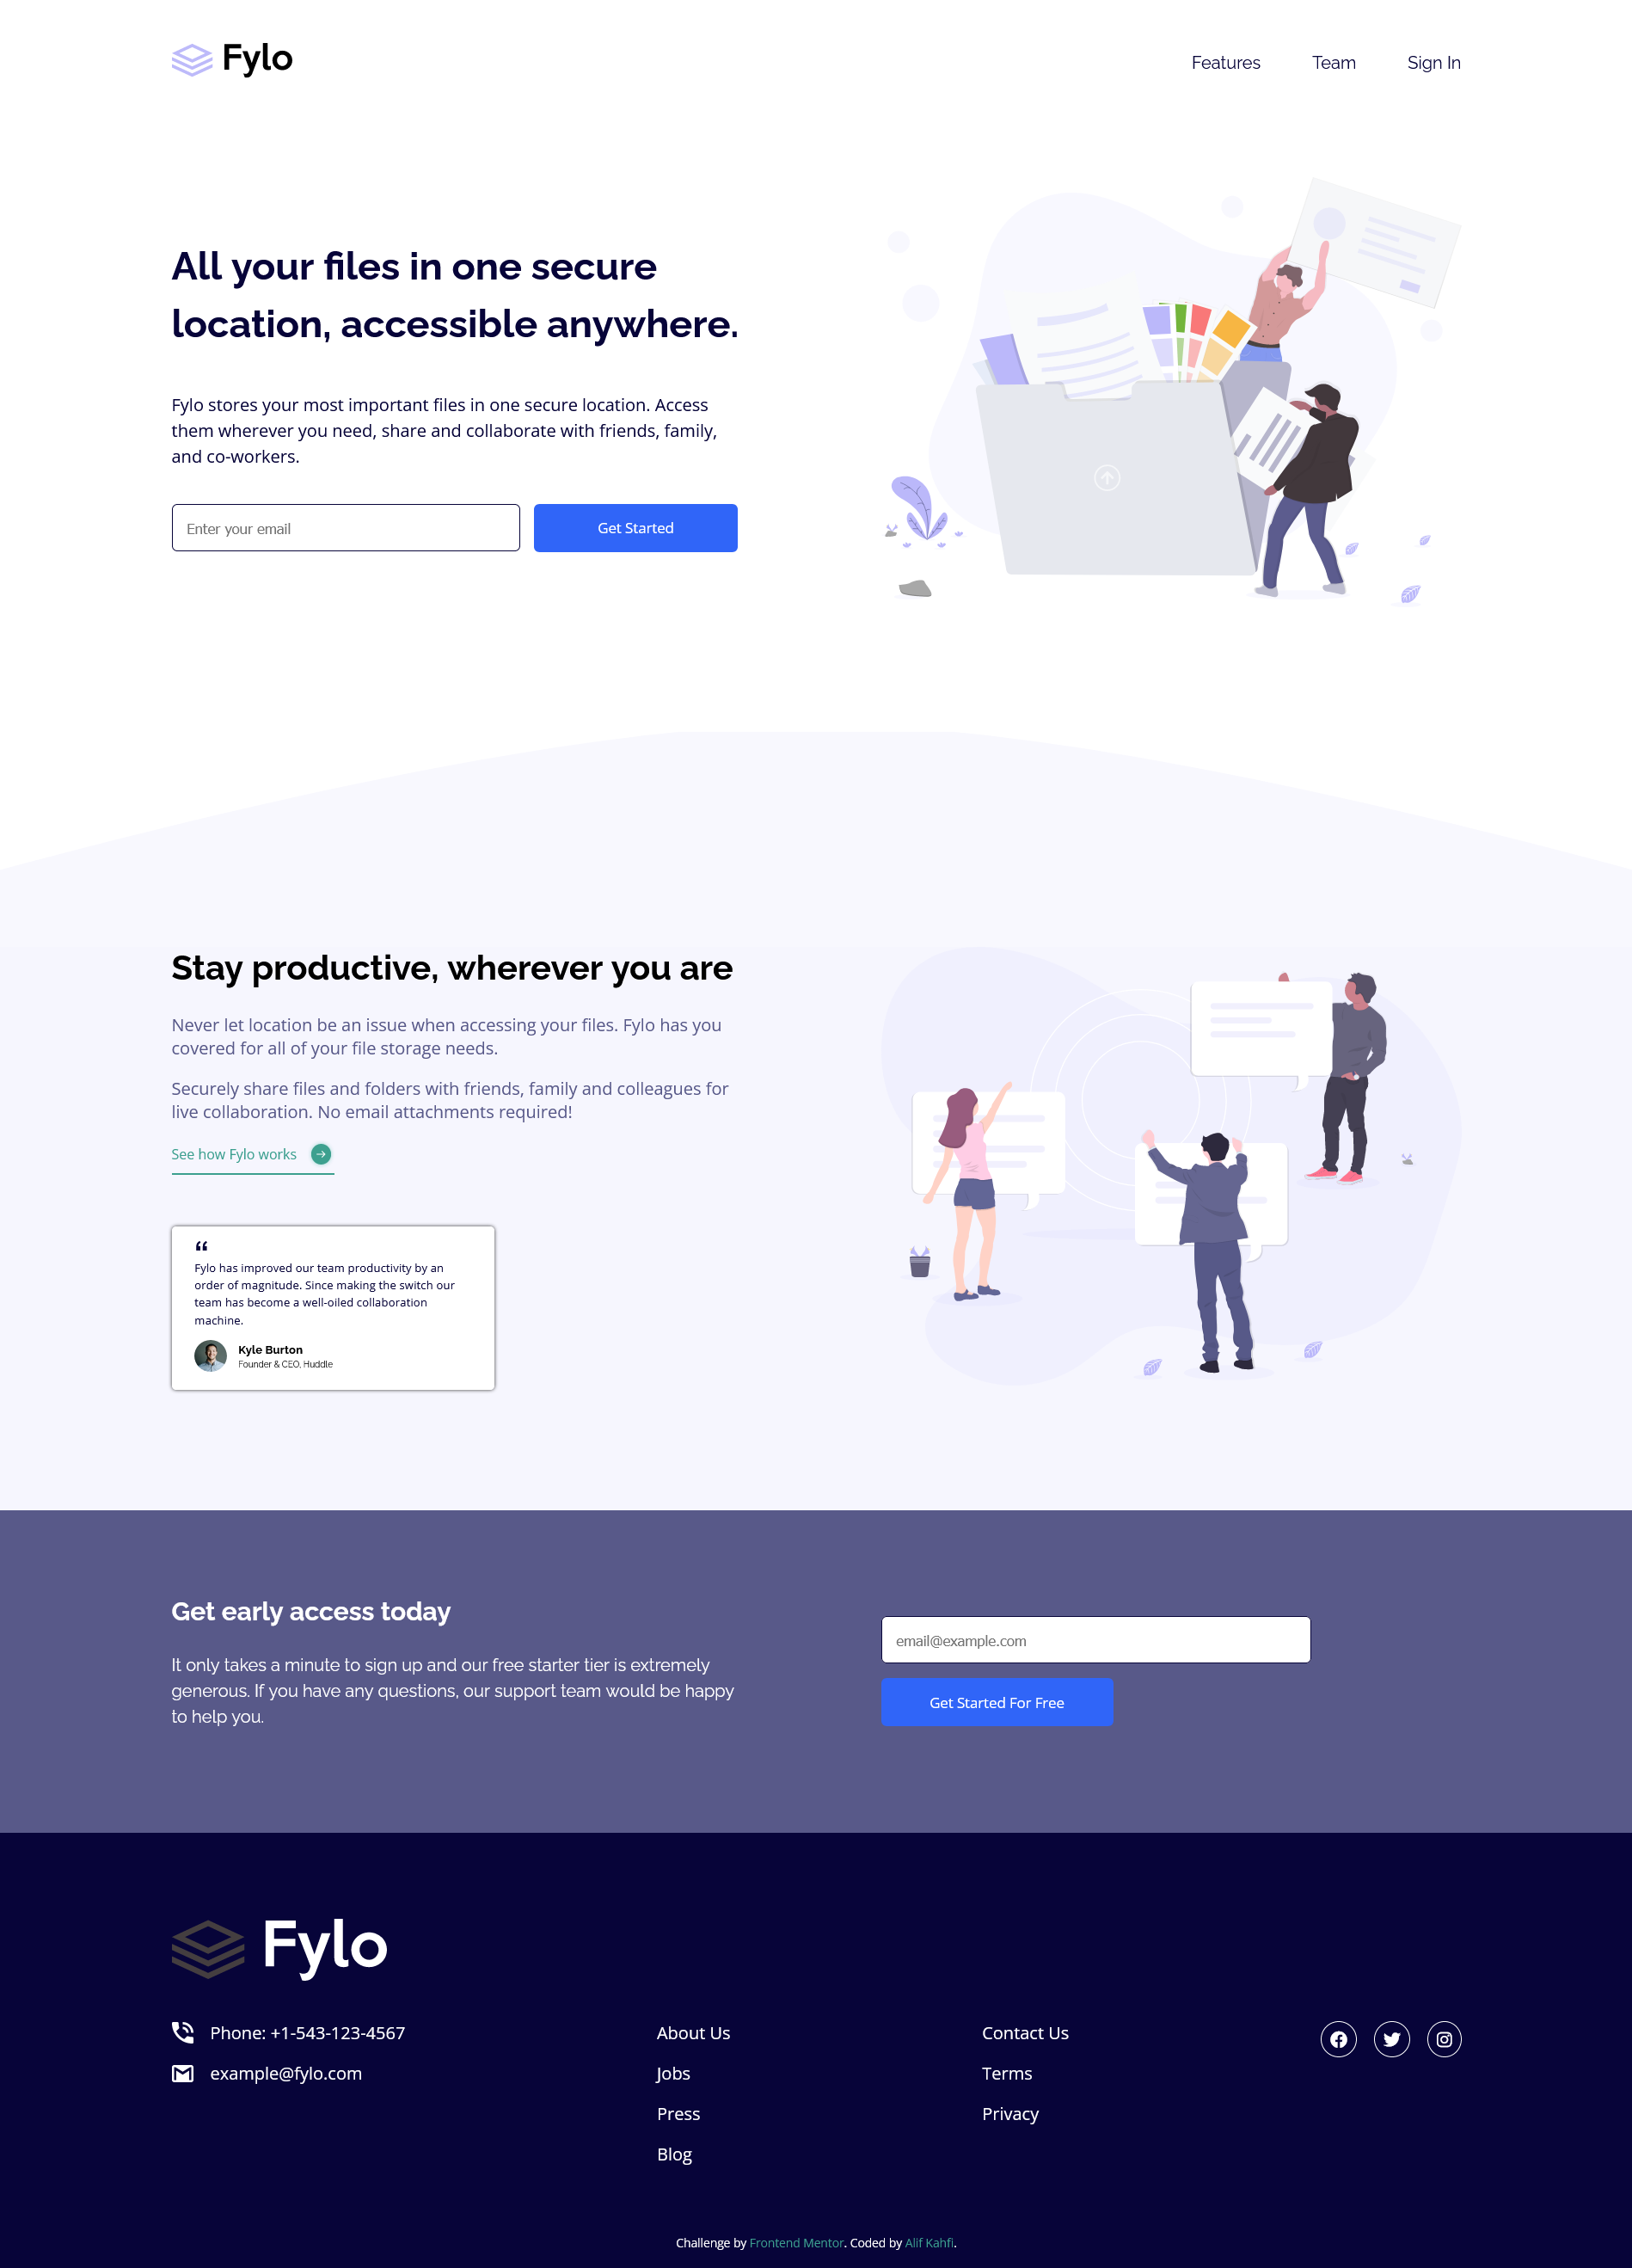 Fylo
Features
Team
Sign In
All your files in one secure
location, accessible anywhere.
Fylo stores your most important files in one secure location. Access
them wherever you need, share and collaborate with friends, family,
and co-workers.
Enter your email
Get Started
Stay productive, wherever you are
Never let location be an issue when accessing your files. Fylo has you
covered for all of your file storage needs.
Securely share files and folders with friends, family and colleagues for
live collaboration. No email attachments required!
See how Fylo works
“
Fylo has improved our team productivity by an
order of magnitude. Since making the switch our
team has become a well-oiled collaboration
machine.
Kyle Burton
Founder & CEO, Huddle
Get early access today
It only takes a minute to sign up and our free starter tier is extremely
generous. If you have any questions, our support team would be happy
to help you.
email@example.com
Get Started For Free
Fylo
Phone: +1-543-123-4567
example@fylo.com
About Us
Jobs
Press
Blog
Contact Us
Terms
Privacy
Challenge by Frontend Mentor. Coded by Alif Kahfi.